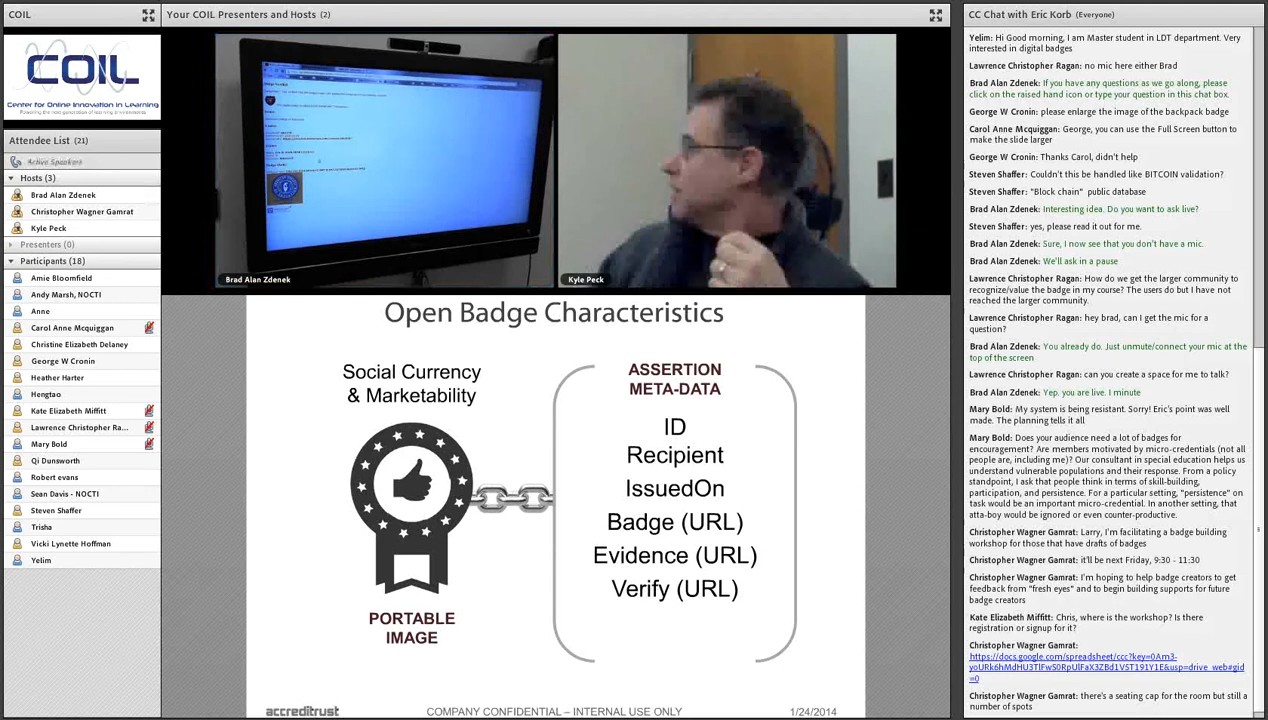 COIL
COIL
Center for Online Innovation in Learning
Powering the next generation of learning environments
Attendee List (21)
Active Speakers
Hosts (3)
Brad Alan Zdenek
Christopher Wagner Gamrat
Kyle Peck
Presenters (0)
Participants (18)
Amie Bloomfield
Andy Marsh, NOCTI
Anne
Carol Anne Mcquiggan
Christine Elizabeth Delaney
George W Cronin
Heather Harter
Hengtao
Kate Elizabeth Miffitt
Lawrence Christopher Ra...
Mary Bold
Qi Dunsworth
Robert evans
Sean Davis - NOCTI
Steven Shaffer
Trisha
Vicki Lynette Hoffman
Yelim
Your COIL Presenters and Hosts (2)
Brad Alan Zdenek
Kyle Peck
Open Badge Characteristics
Social Currency
& Marketability
PORTABLE
IMAGE
ASSERTION
META-DATA
ID
Recipient
IssuedOn
Badge (URL)
Evidence (URL)
Verify (URL)
accreditrust
COMPANY CONFIDENTIAL – INTERNAL USE ONLY
1/24/2014
CC Chat with Eric Korb (Everyone)
Yelim: Hi Good morning, I am Master student in LDT department. Very
interested in digital badges
Lawrence Christopher Ragan: no mic here either Brad
Brad Alan Zdenek: If you have any questions as we go along, please
click on the raised hand icon or type your question in this chat box.
George W Cronin: please enlarge the image of the backpack badge
Carol Anne Mcquiggan: George, you can use the Full Screen button to
make the slide larger
George W Cronin: Thanks Carol, didn't help
Steven Shaffer: Couldn't this be handled like BITCOIN validation?
Steven Shaffer: "Block chain" public database
Brad Alan Zdenek: Interesting idea. Do you want to ask live?
Steven Shaffer: yes, please read it out for me.
Brad Alan Zdenek: Sure, I now see that you don't have a mic.
Brad Alan Zdenek: We'll ask in a pause
Lawrence Christopher Ragan: How do we get the larger community to
recognize/value the badge in my course? The users do but I have not
reached the larger community.
Lawrence Christopher Ragan: hey brad, can I get the mic for a
question?
Brad Alan Zdenek: You already do. Just unmute/connect your mic at the
top of the screen
Lawrence Christopher Ragan: can you create a space for me to talk?
Brad Alan Zdenek: Yep. you are live. 1 minute
Mary Bold: My system is being resistant. Sorry! Eric's point was well
made. The planning tells it all
Mary Bold: Does your audience need a lot of badges for
encouragement? Are members motivated by micro-credentials (not all
people are, including me)? Our consultant in special education helps us
understand vulnerable populations and their response. From a policy
standpoint, I ask that people think in terms of skill-building,
participation, and persistence. For a particular setting, "persistence" on
task would be an important micro-credential. In another setting, that
atta-boy would be ignored or even counter-productive.
Christopher Wagner Gamrat: Larry, I'm facilitating a badge building
workshop for those that have drafts of badges
Christopher Wagner Gamrat: it'll be next Friday, 9:30 - 11:30
Christopher Wagner Gamrat: I'm hoping to help badge creators to get
feedback from "fresh eyes" and to begin building supports for future
badge creators
Kate Elizabeth Miffitt: Chris, where is the workshop? Is there
registration or signup for it?
Christopher Wagner Gamrat:
https://docs.google.com/spreadsheet/ccc?key=0Am3-
yoURk6hMdHU3TlFwS0RpUlFaX3ZBd1V5T191Y1E&usp=drive_web#gid
=0
Christopher Wagner Gamrat: there's a seating cap for the room but still a
number of spots